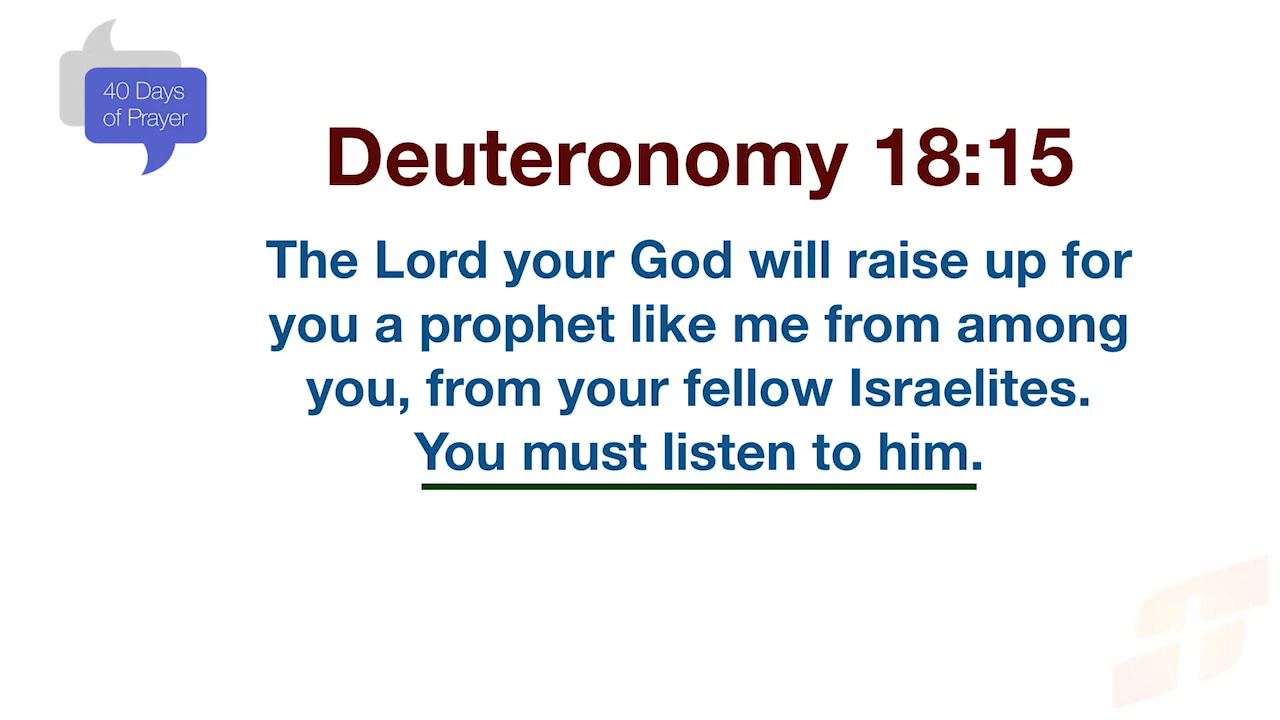 40 Days
of Prayer
Deuteronomy 18:15
The Lord your God will raise up for
you a prophet like me from among
you, from your fellow Israelites.
You must listen to him.